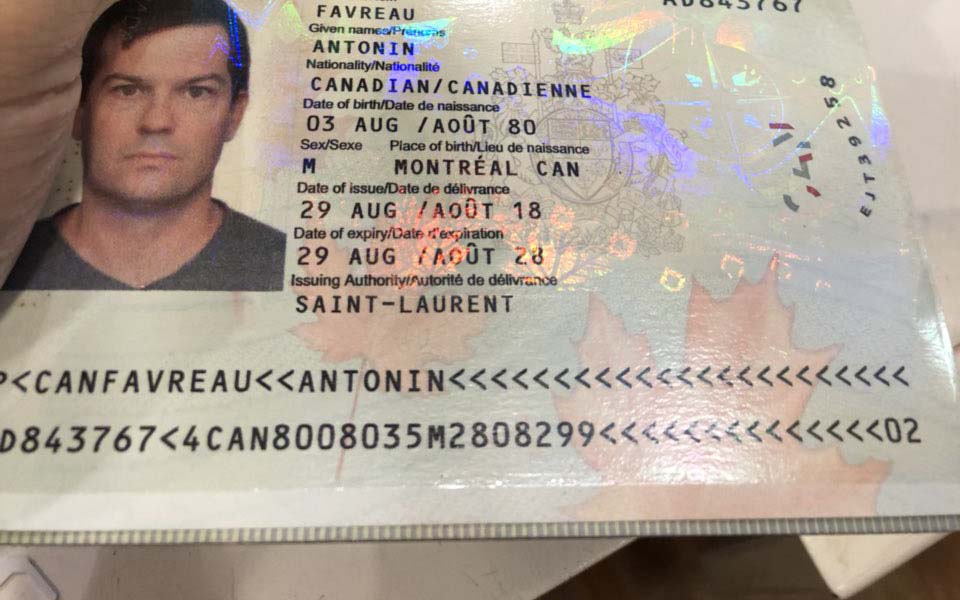 AD843767
FAVREAU
Given names/Prénoms
ANTONIN
Nationality/Nationalité
CANADIAN/CANADIENNE
Date of birth/Date de naissance
03 AUG /AOÛT 80
Sex/Sexe Place of birth/Lieu de naissance
M MONTRÉAL CAN
Date of issue/Date de délivrance
29 AUG /AOÛT 18
Date of expiry/Date d'expiration
29 AUG /AOÛT 28
Issuing Authority/Autorité de délivrance
SAINT-LAURENT
EJT39258
P<CANFAVREAU<<ANTONIN<<<<<<<<<<<<<<<<<<<<<<<
D843767<4CAN8008035M2808299<<<<<<<<<<<<<<<02